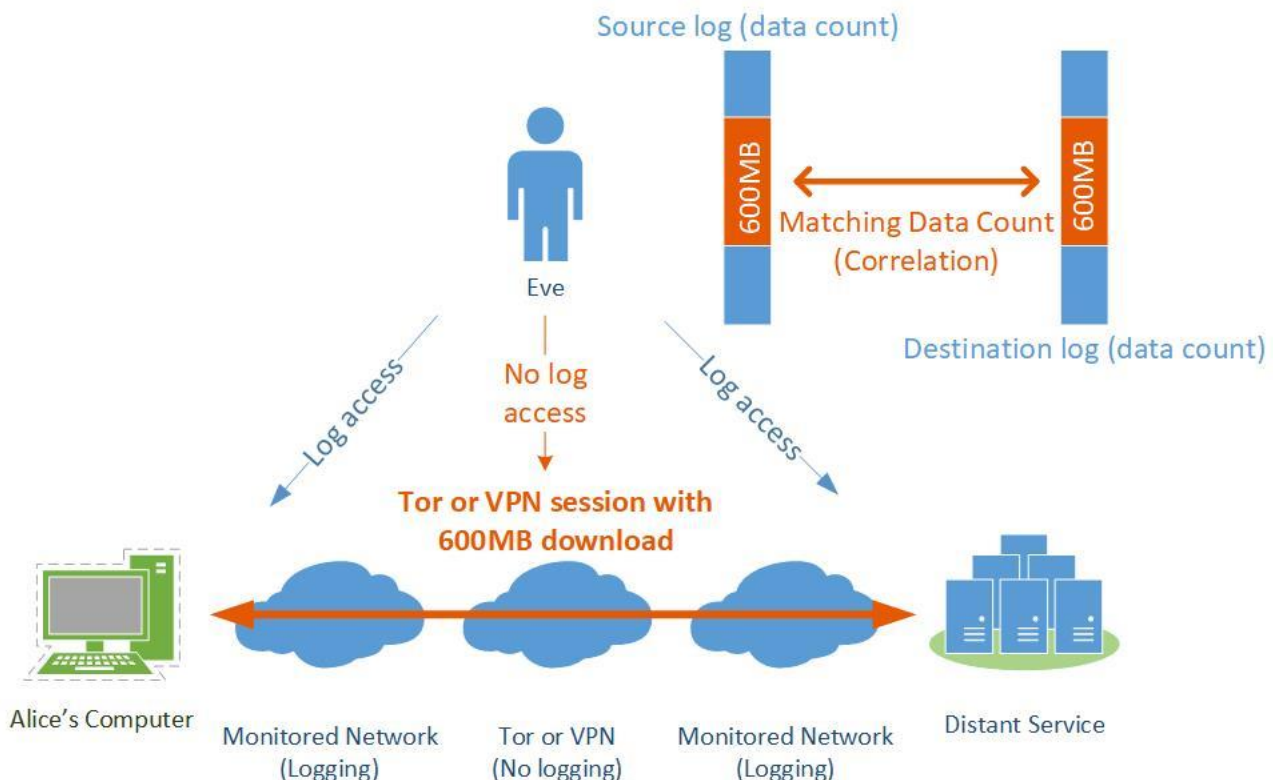 Source log (data count)
600MB
600MB
Matching Data Count
(Correlation)
Destination log (data count)
Eve
Log access
No log
access
Log access
Tor or VPN session with
600MB download
Alice’s Computer
Monitored Network
(Logging)
Tor or VPN
(No logging)
Monitored Network
(Logging)
Distant Service